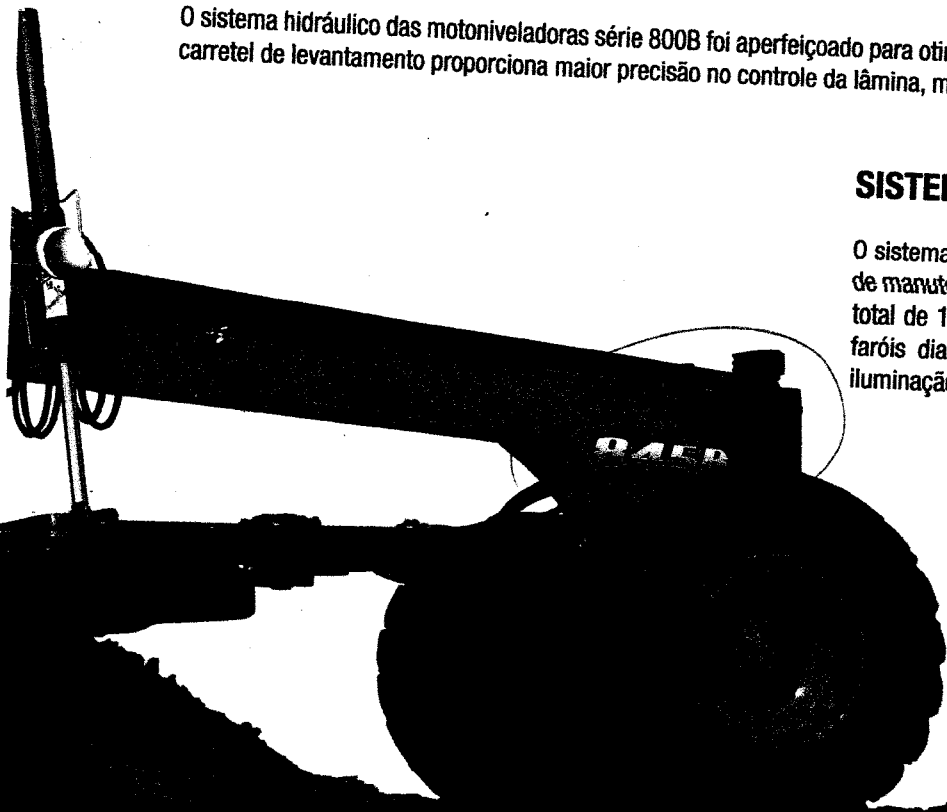 O sistema hidráulico das motoniveladoras série 800B foi aperfeiçoado para oti
carretel de levantamento proporciona maior precisão no controle da lâmina, m
SISTE
O sistema
de manut
total de 1
faróis dia
iluminaçã